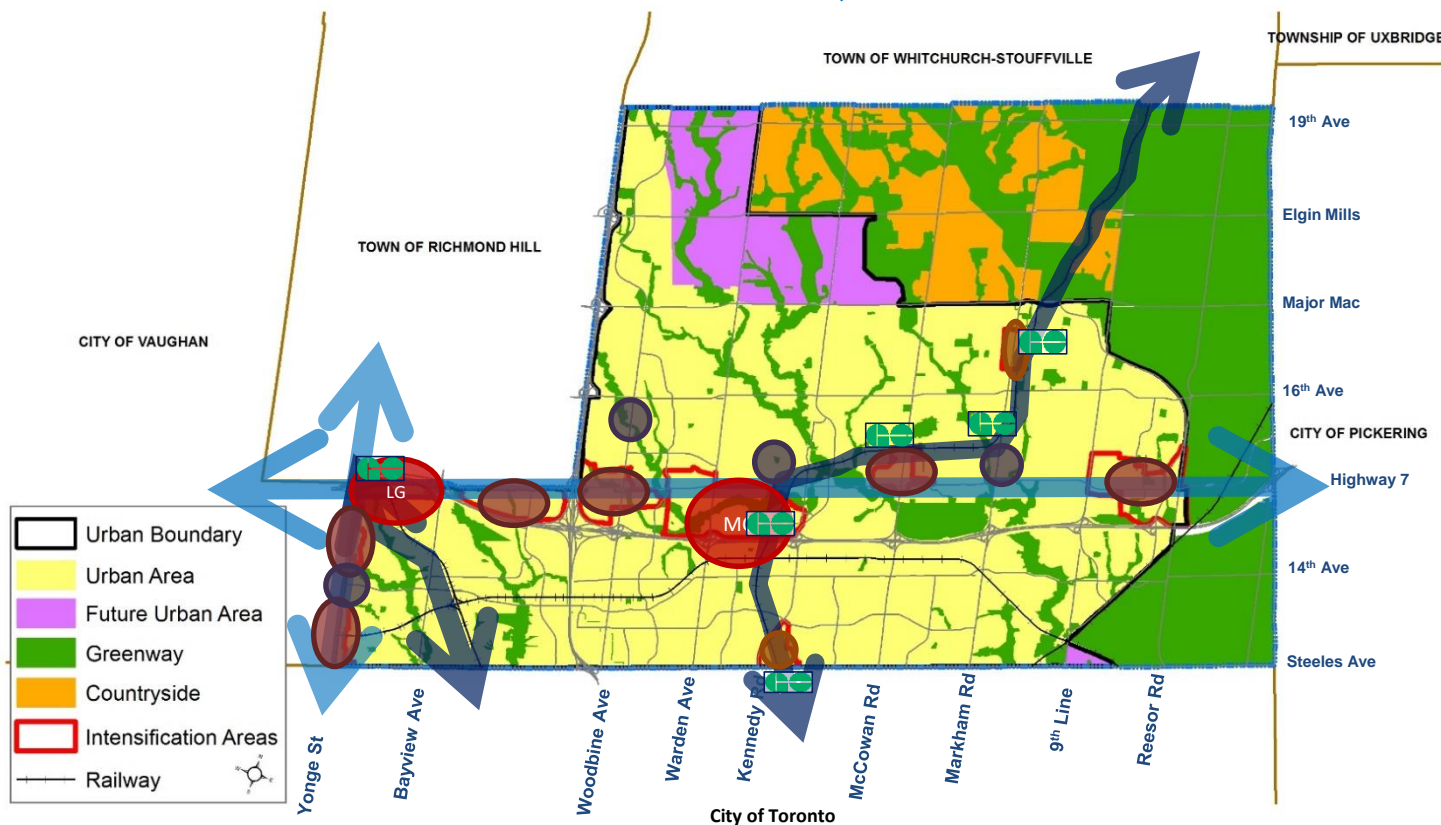 TOWNSHIP OF UXBRIDGE
TOWN OF WHITCHURCH-STOUFFVILLE
19th Ave
Elgin Mills
TOWN OF RICHMOND HILL
Major Mac
CITY OF VAUGHAN
16th Ave
CITY OF PICKERING
Highway 7
LG
Urban Boundary
Urban Area
Future Urban Area
Greenway
Countryside
Intensification Areas
Railway
14th Ave
Steeles Ave
Yonge St
Bayview Ave
Woodbine Ave
Warden Ave
Kennedy Rd
McCowan Rd
Markham Rd
9th Line
Reesor Rd
City of Toronto